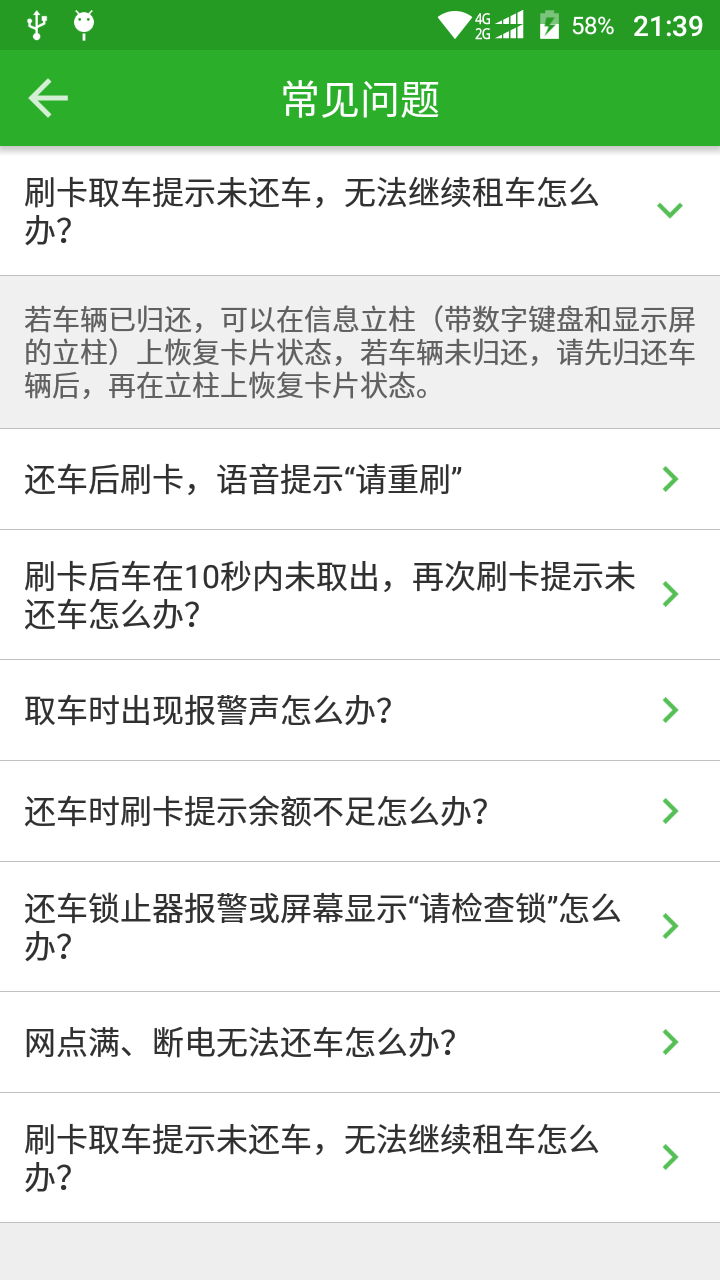 4G
2G
58%
21:39
常见问题
刷卡取车提示未还车，无法继续租车怎么
办？
若车辆已归还，可以在信息立柱（带数字键盘和显示屏
的立柱）上恢复卡片状态，若车辆未归还，请先归还车
辆后，再在立柱上恢复卡片状态。
还车后刷卡，语音提示“请重刷”
刷卡后车在10秒内未取出，再次刷卡提示未
还车怎么办？
取车时出现报警声怎么办？
还车时刷卡提示余额不足怎么办？
还车锁止器报警或屏幕显示“请检查锁”怎么
办？
网点满、断电无法还车怎么办？
刷卡取车提示未还车，无法继续租车怎么
办？